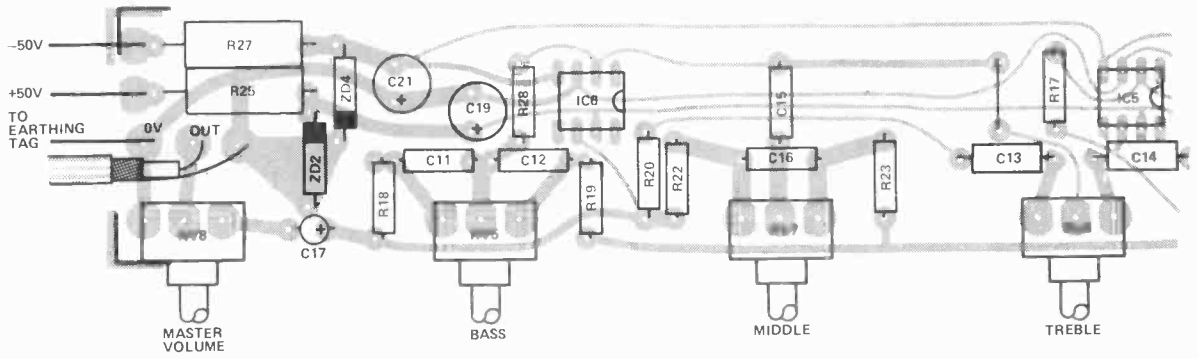 -50V
R27
+50V
R25
TO
EARTHING
TAG
0V
OUT
ZD4
ZD2
C21
C19
R28
IC6
C15
R17
IC5
R18
C11
C12
R19
R20
R22
C16
R23
C13
C14
C17
MASTER
VOLUME
BASS
MIDDLE
TREBLE